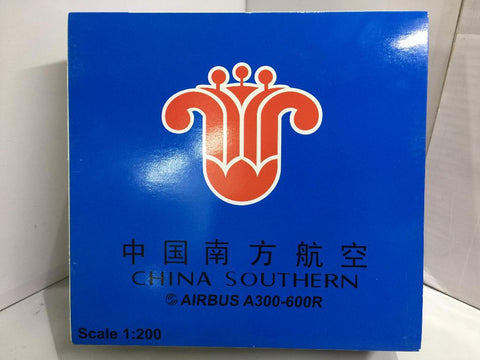 中国南方航空
CHINA SOUTHERN
AIRBUS A300-600R
Scale 1:200